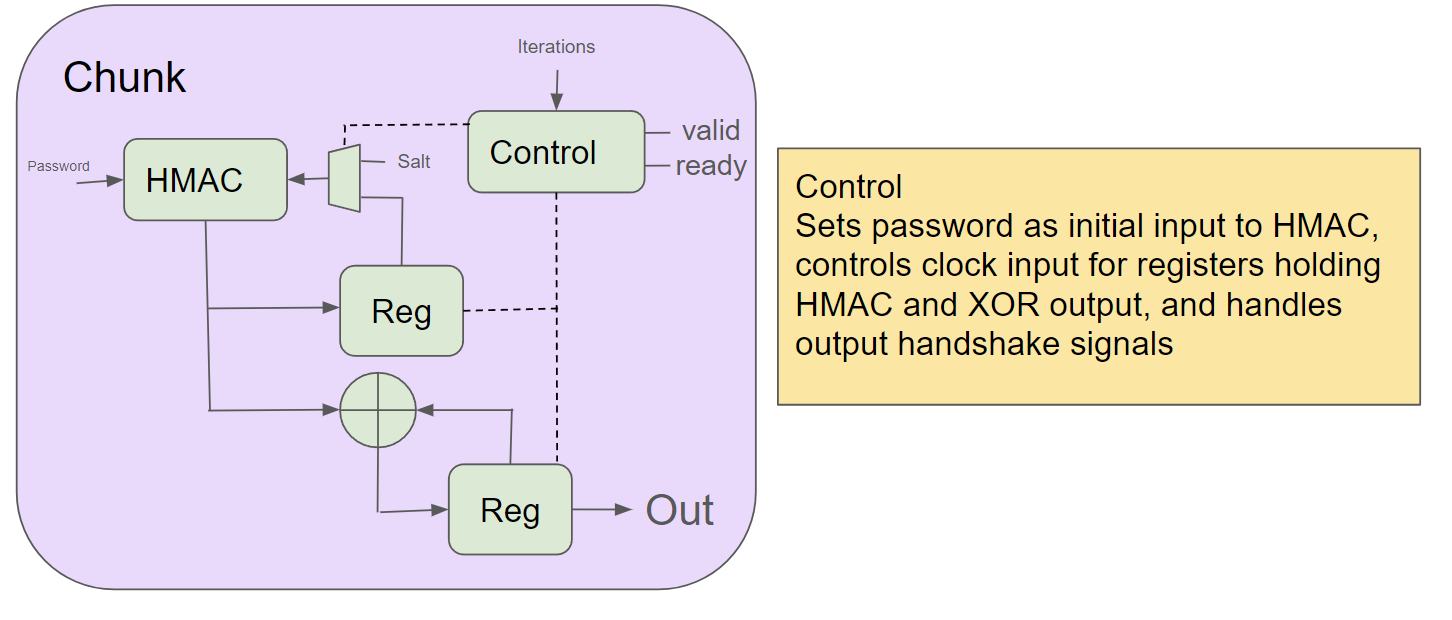 Iterations
Chunk
valid
Control
Salt
ready
Password
HMAC
Reg
Reg
Out
Control
Sets password as initial input to HMAC,
controls clock input for registers holding
HMAC and XOR output, and handles
output handshake signals